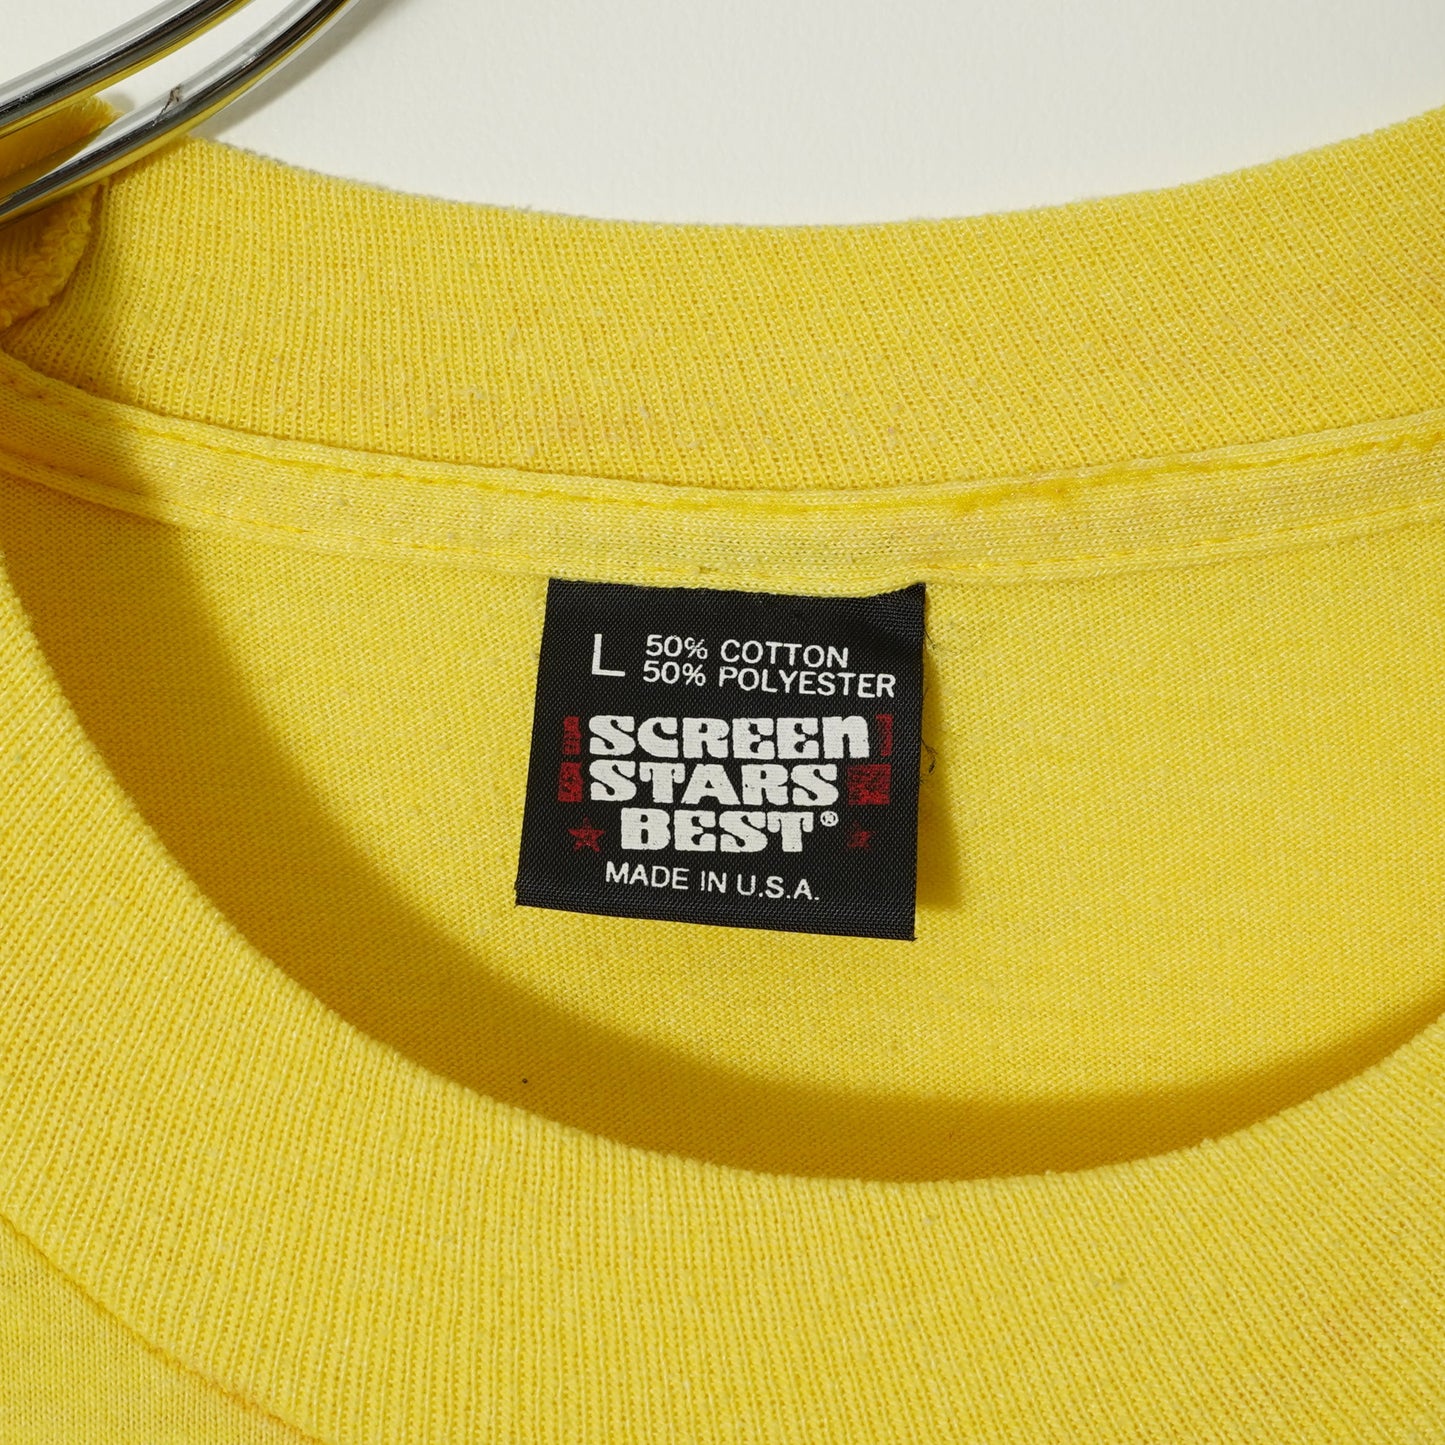 L 50% COTTON
50% POLYESTER
SCREEN
STARS
BEST®
MADE IN U.S.A.